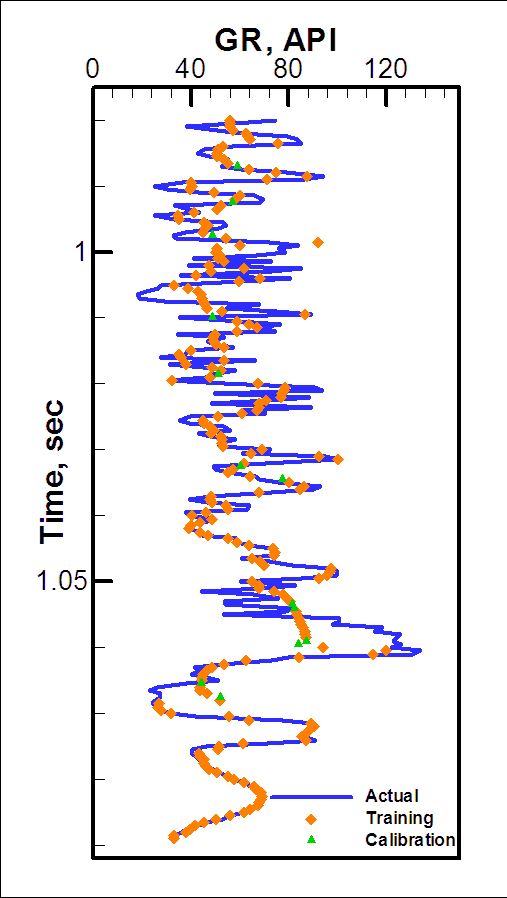 GR, API
0 40 80 120
1
Time, sec
1.05
Actual
Training
Calibration